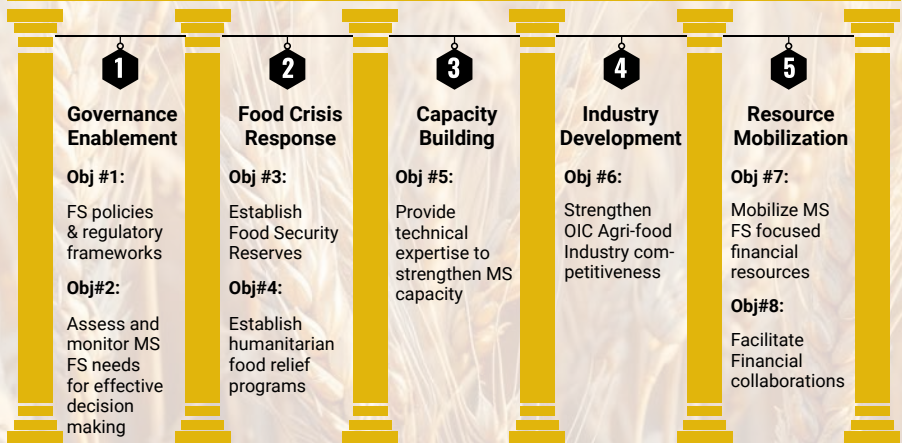 1
Governance
Enablement
Obj #1:
FS policies
& regulatory
frameworks
Obj#2:
Assess and
monitor MS
FS needs
for effective
decision
making
2
Food Crisis
Response
Obj #3:
Establish
Food Security
Reserves
Obj#4:
Establish
humanitarian
food relief
programs
3
Capacity
Building
Obj #5:
Provide
technical
expertise to
strengthen MS
capacity
4
Industry
Development
Obj #6:
Strengthen
OIC Agri-food
Industry com-
petitiveness
5
Resource
Mobilization
Obj #7:
Mobilize MS
FS focused
financial
resources
Obj#8:
Facilitate
Financial
collaborations